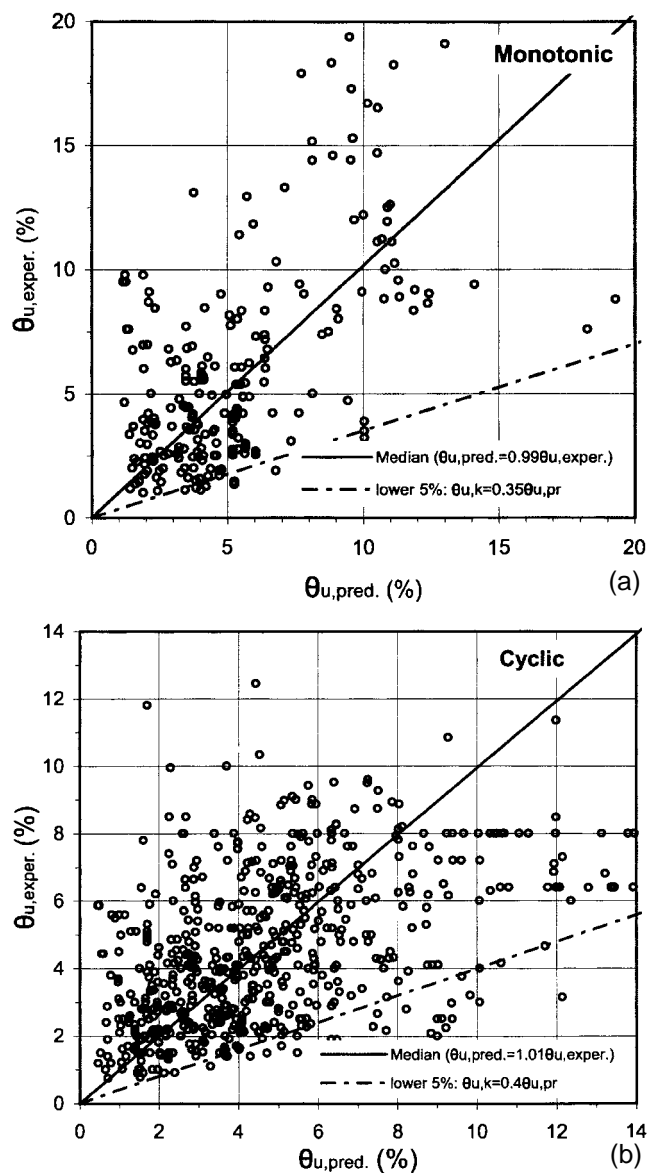 20
15
10
5
0
θu,exper. (%)
Monotonic
Median (θu,pred.=0.99θu,exper.)
lower 5%: θu,k=0.35θu,pr
0 5 10 15 20
θu,pred. (%)
(a)
14
12
10
8
6
4
2
0
θu,exper. (%)
Cyclic
Median (θu,pred.=1.01θu,exper.)
lower 5%: θu,k=0.4θu,pr
0 2 4 6 8 10 12 14
θu,pred. (%)
(b)